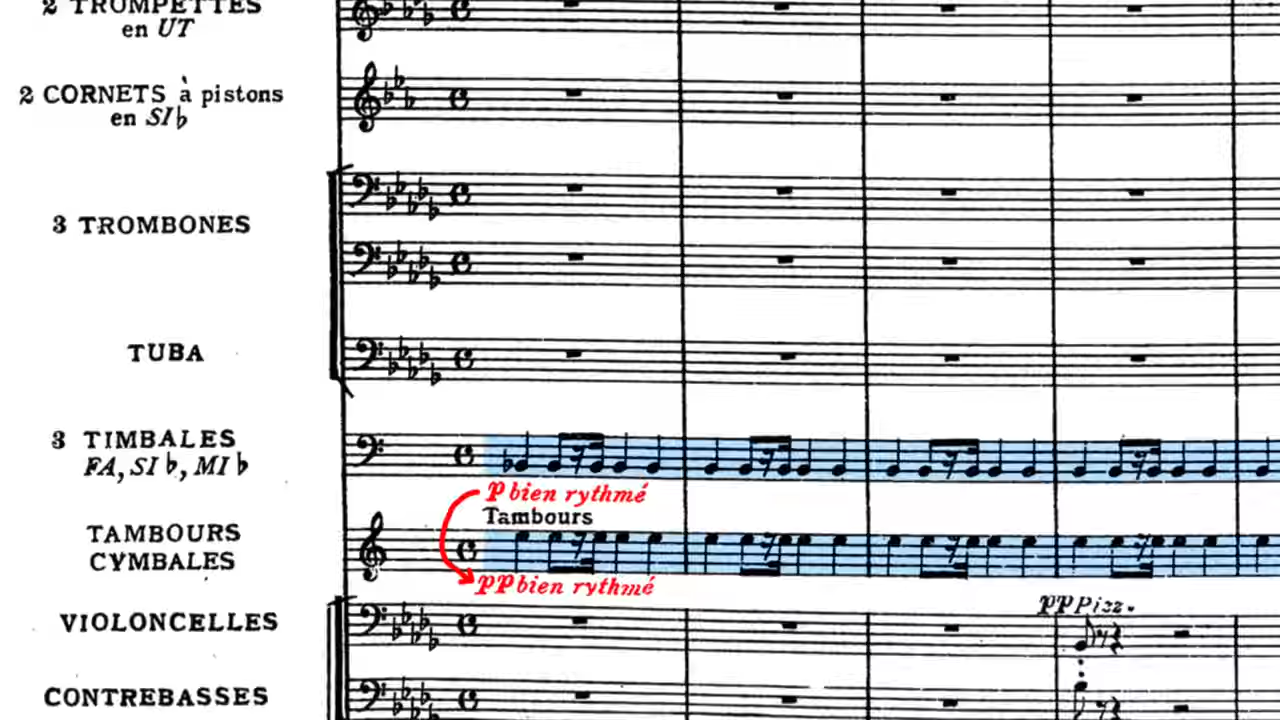 2 TROMPETTES
en UT
2 CORNETS à pistons
en SI♭
3 TROMBONES
TUBA
3 TIMBALES
FA, SI♭, MI♭
p bien rythmé
Tambours
TAMBOURS
CYMBALES
pp bien rythmé
pp Pizz.
VIOLONCELLES
CONTREBASSES